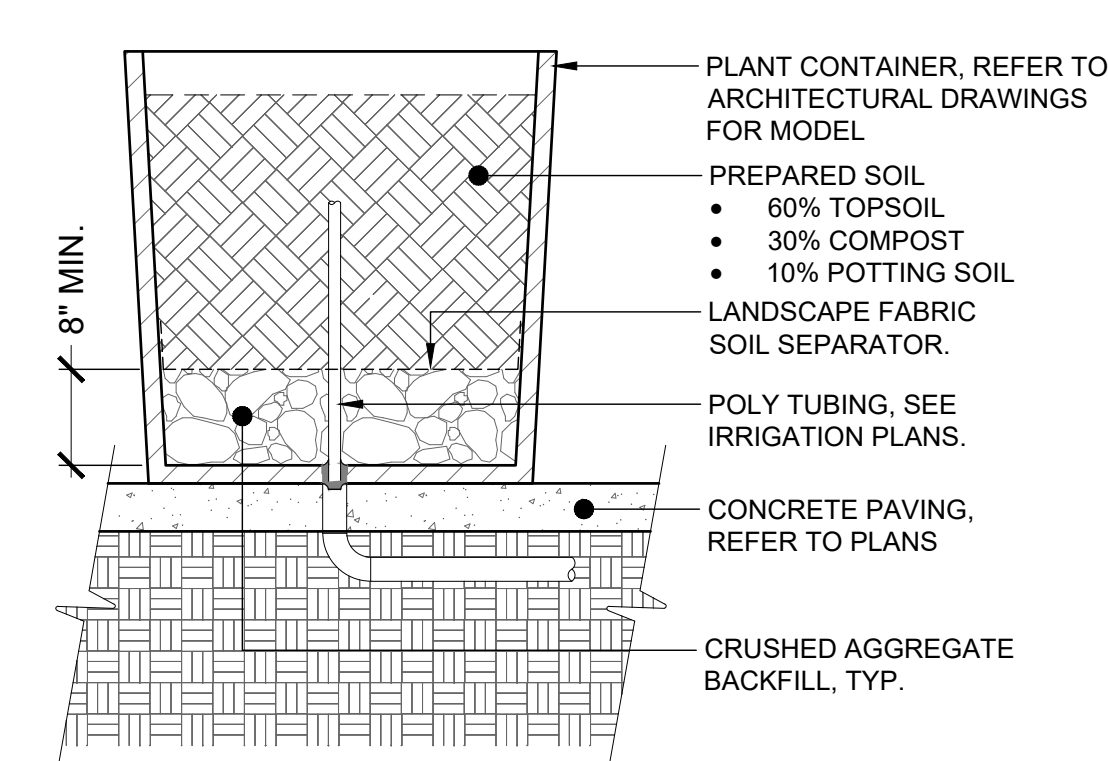 PLANT CONTAINER, REFER TO
ARCHITECTURAL DRAWINGS
FOR MODEL
PREPARED SOIL
• 60% TOPSOIL
• 30% COMPOST
• 10% POTTING SOIL
8" MIN.
LANDSCAPE FABRIC
SOIL SEPARATOR.
POLY TUBING, SEE
IRRIGATION PLANS.
CONCRETE PAVING,
REFER TO PLANS
CRUSHED AGGREGATE
BACKFILL, TYP.